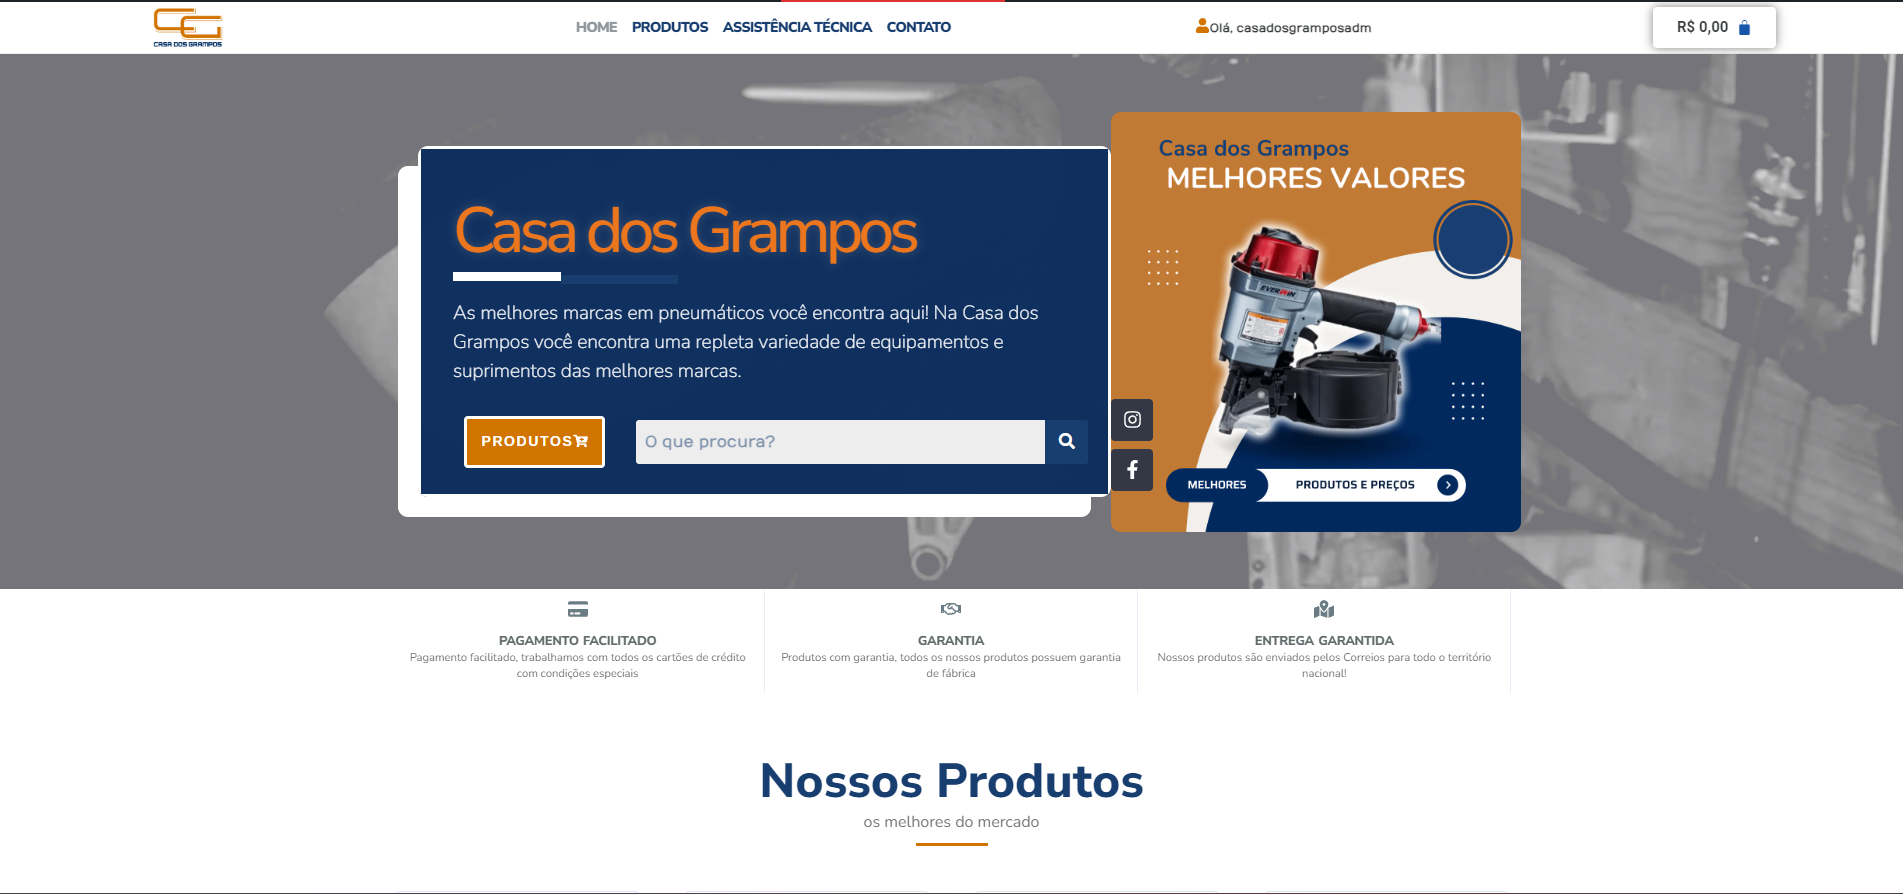 CASA DOS GRAMPOS
HOME PRODUTOS ASSISTÊNCIA TÉCNICA CONTATO
Olá, casadosgramposadm
R$ 0,00
Casa dos Grampos
As melhores marcas em pneumáticos você encontra aqui! Na Casa dos
Grampos você encontra uma repleta variedade de equipamentos e
suprimentos das melhores marcas.
PRODUTOS
O que procura?
Casa dos Grampos
MELHORES VALORES
EVERWIN
MELHORES
PRODUTOS E PREÇOS
PAGAMENTO FACILITADO
Pagamento facilitado, trabalhamos com todos os cartões de crédito
com condições especiais
GARANTIA
Produtos com garantia, todos os nossos produtos possuem garantia
de fábrica
ENTREGA GARANTIDA
Nossos produtos são enviados pelos Correios para todo o território
nacional!
Nossos Produtos
os melhores do mercado